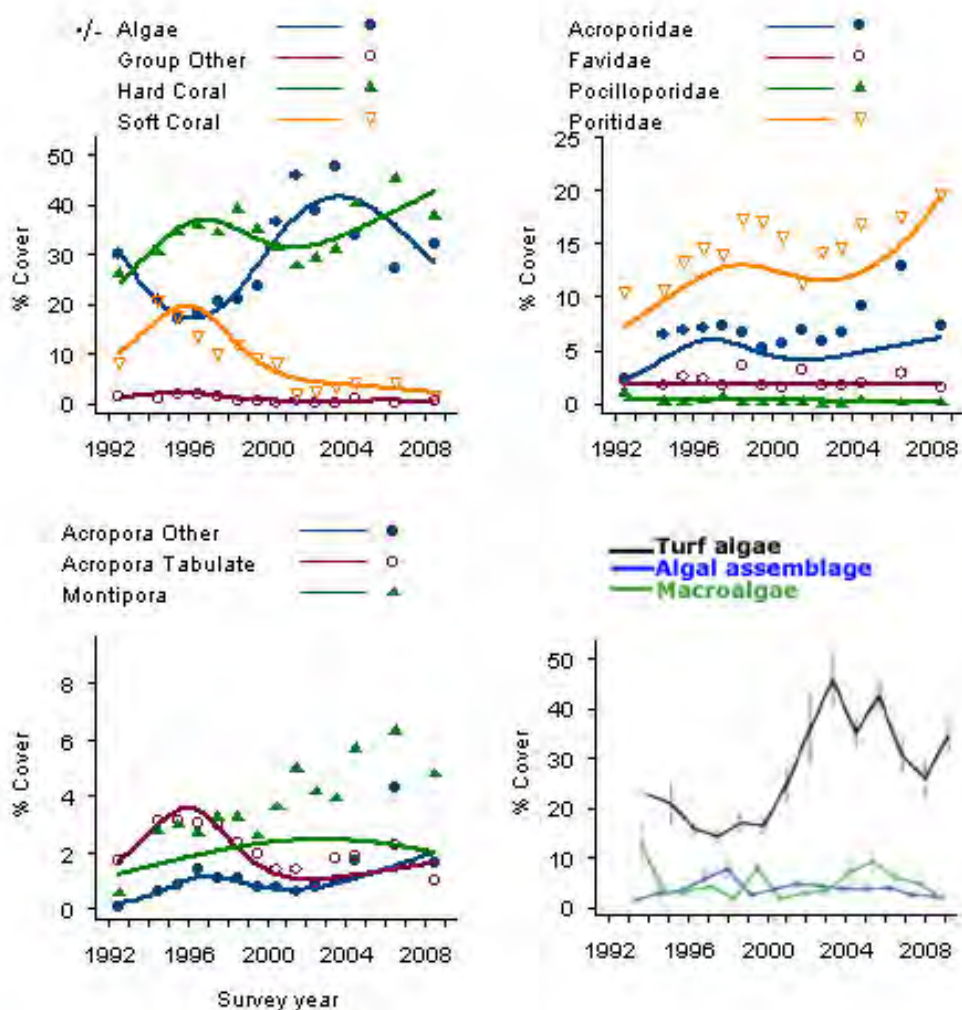 +/- Algae
Group Other
Hard Coral
Soft Coral
% Cover
50
40
30
20
10
0
1992 1996 2000 2004 2008
Acroporidae
Favidae
Pocilloporidae
Poritidae
% Cover
25
20
15
10
5
0
1992 1996 2000 2004 2008
Acropora Other
Acropora Tabulate
Montipora
% Cover
8
6
4
2
0
1992 1996 2000 2004 2008
Survey year
Turf algae
Algal assemblage
Macroalgae
% Cover
50
40
30
20
10
0
1992 1996 2000 2004 2008